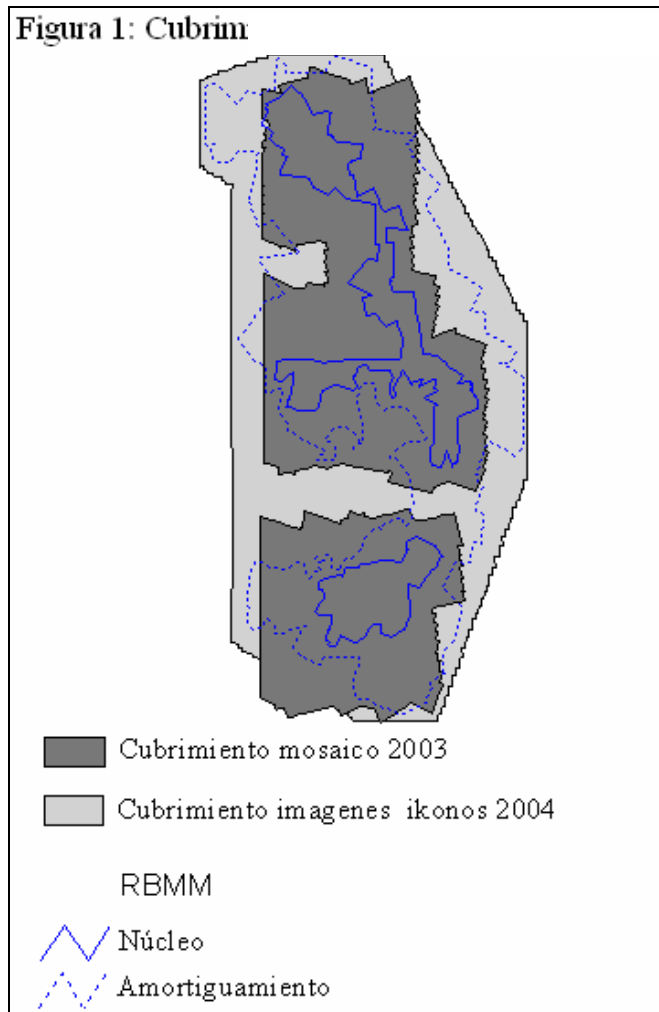 Figura 1: Cubrim
Cubrimiento mosaico 2003
Cubrimiento imagenes ikonos 2004
RBMM
Núcleo
Amortiguamiento